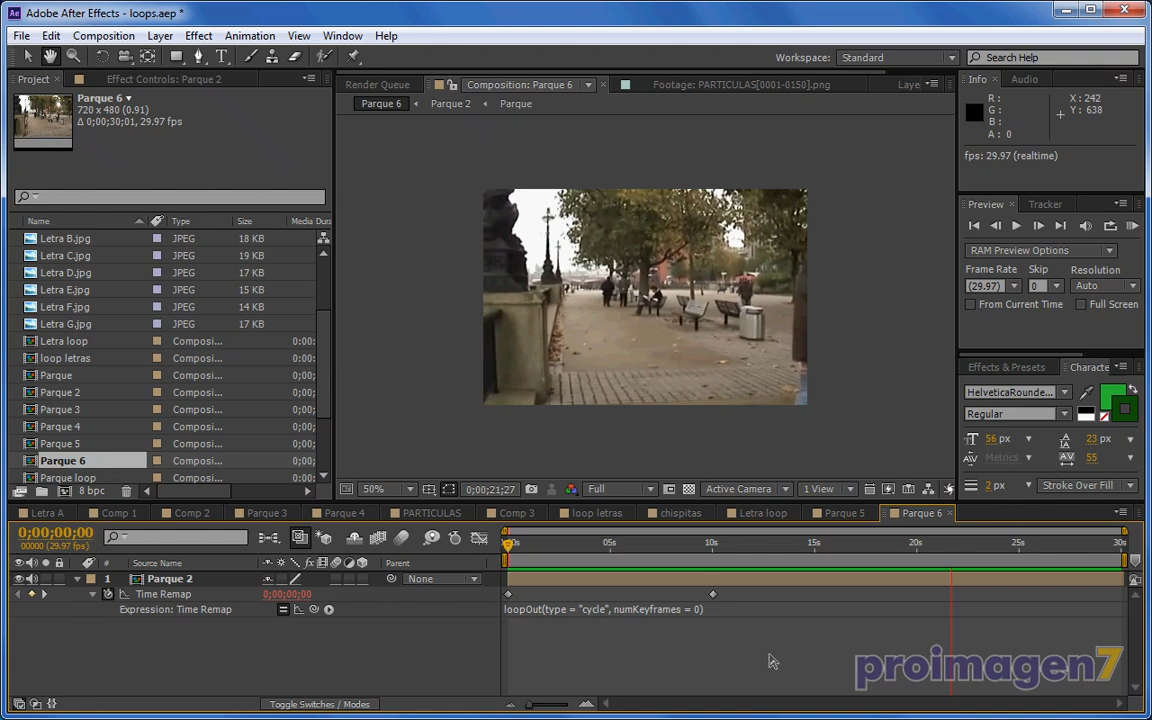 Adobe After Effects - loops.aep *
File Edit Composition Layer Effect Animation View Window Help
Workspace: Standard Search Help
Project Effect Controls: Parque 2
Parque 6
720 x 480 (0.91)
Δ 0;00;30;01, 29.97 fps
Name Type Size Media Dura
Letra B.jpg JPEG 18 KB
Letra C.jpg JPEG 19 KB
Letra D.jpg JPEG 17 KB
Letra E.jpg JPEG 15 KB
Letra F.jpg JPEG 14 KB
Letra G.jpg JPEG 17 KB
Letra loop Composi... 0:00:
loop letras Composi... 0:00:
Parque Composi... 0;00;
Parque 2 Composi... 0;00;
Parque 3 Composi... 0;00;
Parque 4 Composi... 0;00;
Parque 5 Composi... 0;00;
Parque 6 Composi... 0;00;
Parque loop Composi... 0;00;
8 bpc
Render Queue Composition: Parque 6 Footage: PARTICULAS[0001-0150].png Laye
Parque 6 Parque 2 Parque
50% 0;00;21;27 Full Active Camera 1 View
Info Audio
R: X: 242
G: Y: 638
B:
A: 0
fps: 29.97 (realtime)
Preview Tracker
RAM Preview Options
Frame Rate Skip Resolution
(29.97) 0 Auto
From Current Time Full Screen
Effects & Presets Characte
HelveticaRounde...
Regular
56 px 23 px
Metrics 55
2 px Stroke Over Fill
Letra A Comp 1 Comp 2 Parque 3 Parque 4 PARTICULAS Comp 3 loop letras chispitas Letra loop Parque 5 Parque 6
0;00;00;00
00000 (29.97 fps)
05s 10s 15s 20s 25s 30s
# Source Name Parent
1 Parque 2 None
Time Remap 0;00;00;00
Expression: Time Remap loopOut(type = "cycle", numKeyframes = 0)
Toggle Switches / Modes
proimagen7